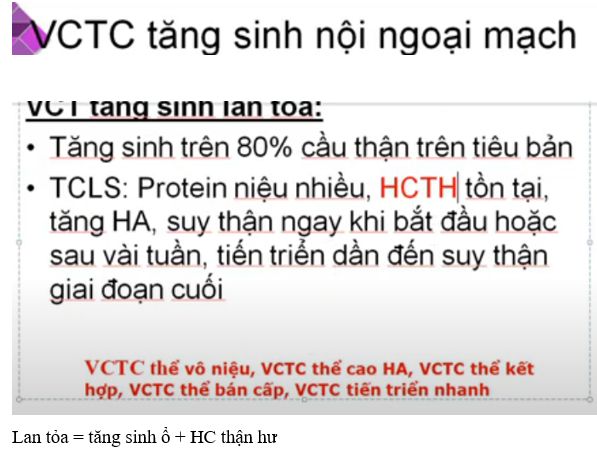 VCTC tăng sinh nội ngoại mạch
VCT tăng sinh lan tỏa:
• Tăng sinh trên 80% cầu thận trên tiêu bản
• TCLS: Protein niệu nhiều, HCTH tồn tại,
tăng HA, suy thận ngay khi bắt đầu hoặc
sau vài tuần, tiến triển dần đến suy thận
giai đoạn cuối
VCTC thể vô niệu, VCTC thể cao HA, VCTC thể kết
hợp, VCTC thể bán cấp, VCTC tiến triển nhanh
Lan tỏa = tăng sinh ổ + HC thận hư